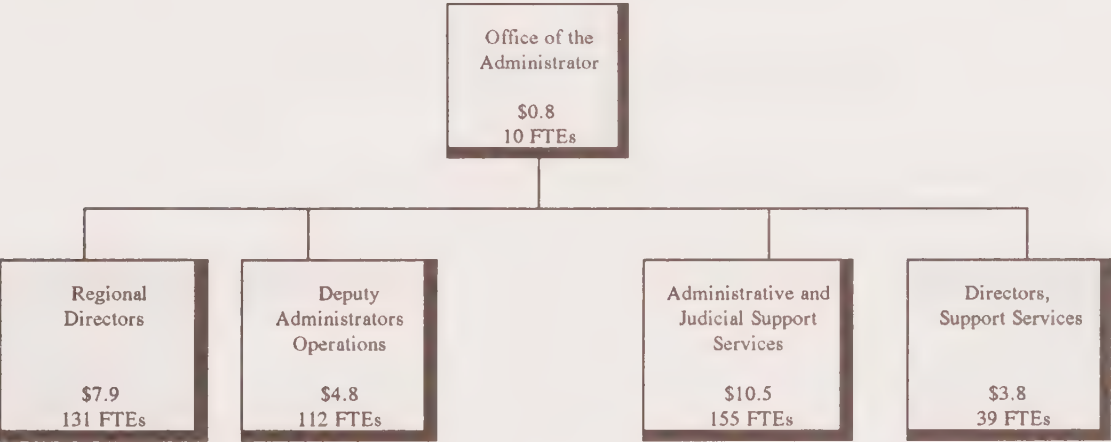 Office of the
Administrator
$0.8
10 FTEs
Regional
Directors
$7.9
131 FTEs
Deputy
Administrators
Operations
$4.8
112 FTEs
Administrative and
Judicial Support
Services
$10.5
155 FTEs
Directors,
Support Services
$3.8
39 FTEs